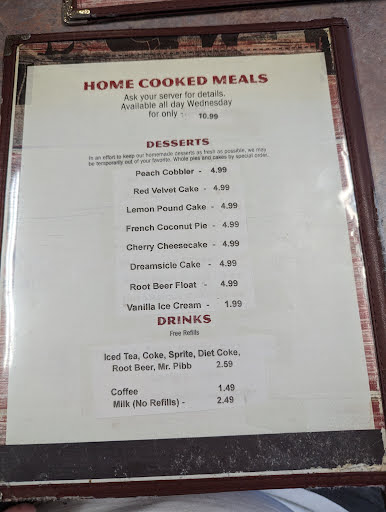 HOME COOKED MEALS
Ask your server for details.
Available all day Wednesday
for only : 10.99
DESSERTS
In an effort to keep our homemade desserts as fresh as possible, we may
be temporarily out of your favorite. Whole pies and cakes by special order.
Peach Cobbler - 4.99
Red Velvet Cake - 4.99
Lemon Pound Cake - 4.99
French Coconut Pie - 4.99
Cherry Cheesecake - 4.99
Dreamsicle Cake - 4.99
Root Beer Float - 4.99
Vanilla Ice Cream - 1.99
DRINKS
Free Refills
Iced Tea, Coke, Sprite, Diet Coke,
Root Beer, Mr. Pibb 2.59
Coffee 1.49
Milk (No Refills) - 2.49